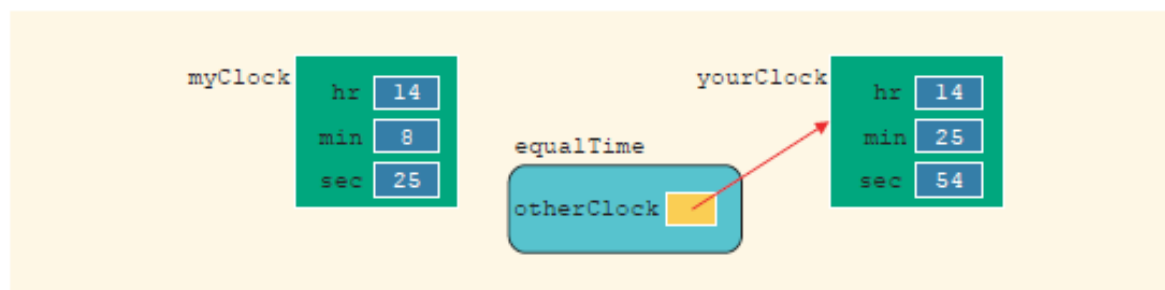 myClock
hr 14
min 8
sec 25
equalTime
otherClock
yourClock
hr 14
min 25
sec 54